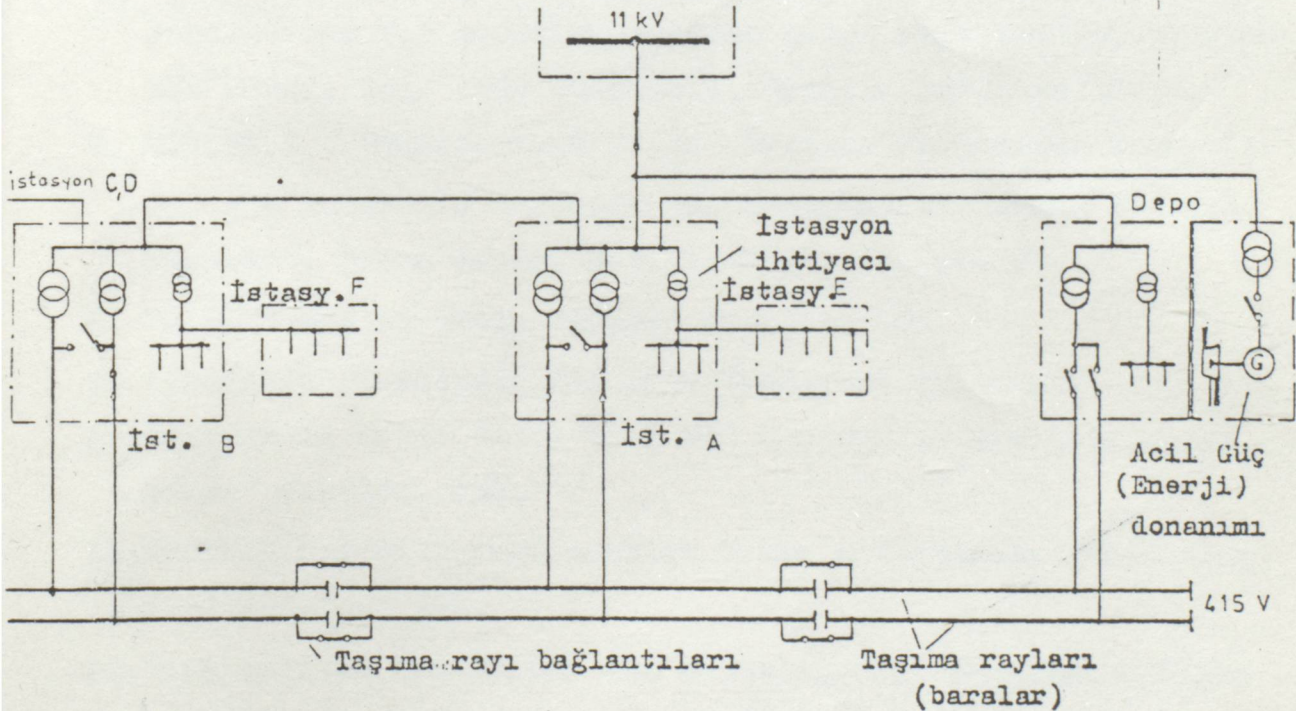 11 kV
istasyon C,D
Depo
İstasyon
ihtiyacı
İstasy.F
İstasy.E
G
İst. B
İst. A
Acil Güç
(Enerji)
donanımı
415 V
Taşıma rayı bağlantıları
Taşıma rayları
(baralar)